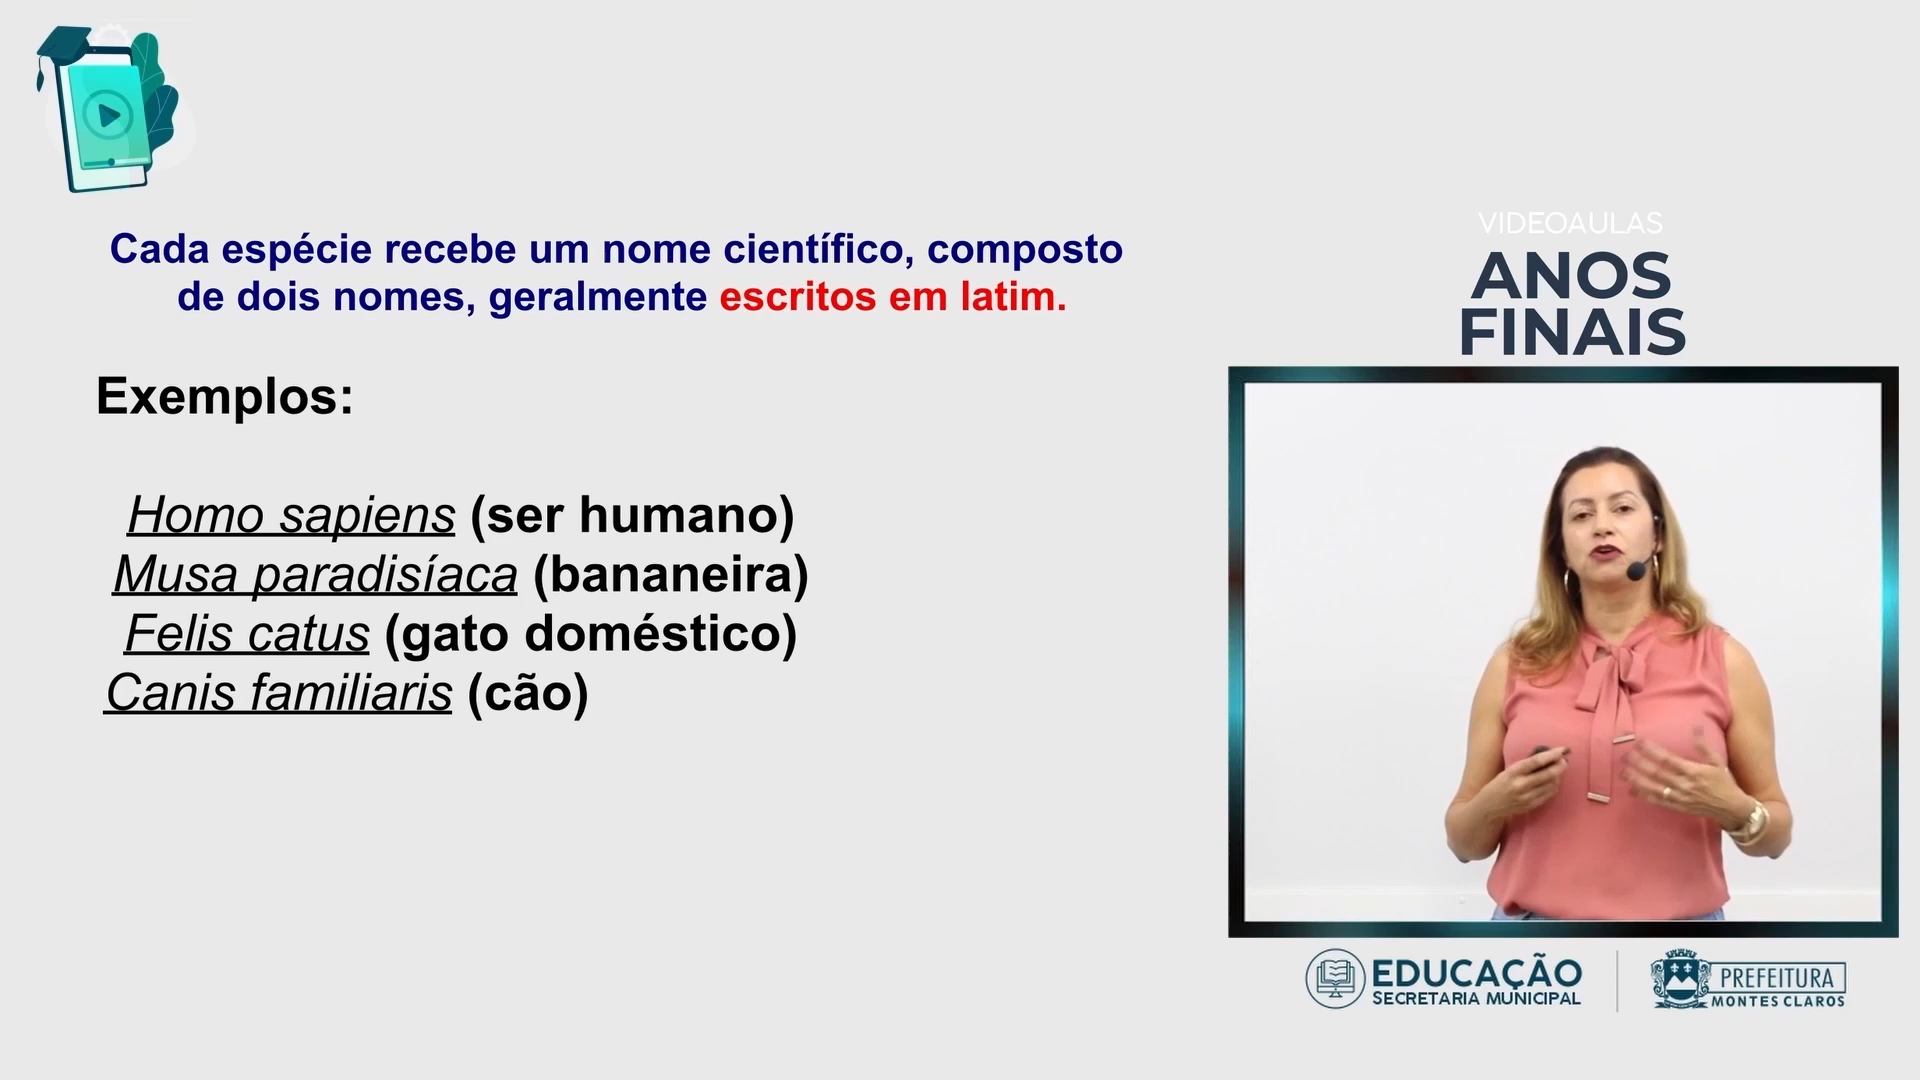 Cada espécie recebe um nome científico, composto
de dois nomes, geralmente escritos em latim.
Exemplos:
Homo sapiens (ser humano)
Musa paradisíaca (bananeira)
Felis catus (gato doméstico)
Canis familiaris (cão)
VIDEOAULAS
ANOS
FINAIS
EDUCAÇÃO
SECRETARIA MUNICIPAL
PREFEITURA
MONTES CLAROS